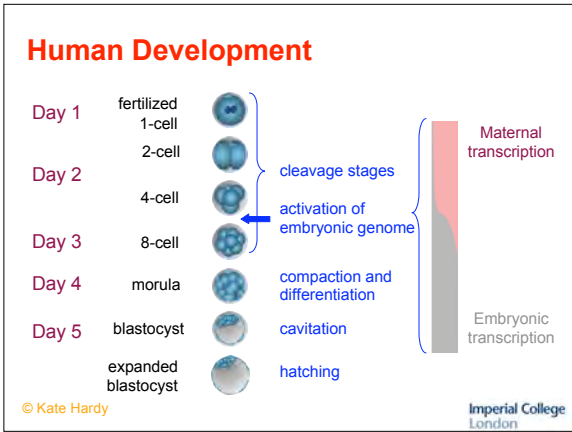 Human Development
Day 1
fertilized
1-cell
2-cell
Day 2
cleavage stages
4-cell
activation of
embryonic genome
Day 3
8-cell
Day 4
morula
compaction and
differentiation
Day 5
blastocyst
cavitation
expanded
blastocyst
hatching
Maternal
transcription
Embryonic
transcription
© Kate Hardy
Imperial College
London